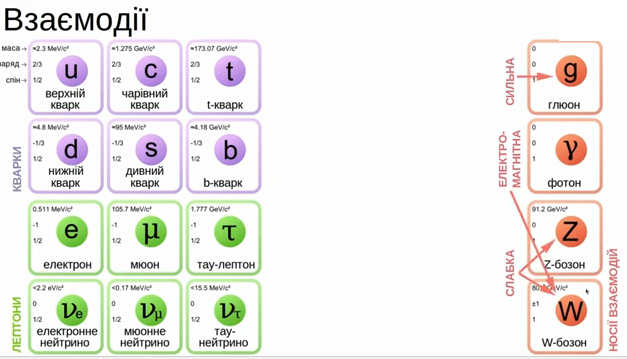 Взаємодії
маса → ≈2.3 MeV/c² ≈1.275 GeV/c² ≈173.07 GeV/c² 0
заряд → 2/3 2/3 2/3 0
спін → 1/2 1/2 1/2 1
u c t g
верхній кварк чарівний кварк t-кварк глюон
СИЛЬНА
≈4.8 MeV/c² ≈95 MeV/c² ≈4.18 GeV/c² 0
-1/3 -1/3 -1/3 0
1/2 1/2 1/2 1
d s b γ
нижній кварк дивний кварк b-кварк фотон
КВАРКИ
ЕЛЕКТРО-
МАГНІТНА
0.511 MeV/c² 105.7 MeV/c² 1.777 GeV/c² 91.2 GeV/c²
-1 -1 -1 0
1/2 1/2 1/2 1
e μ τ Z
електрон мюон тау-лептон Z-бозон
<2.2 eV/c² <0.17 MeV/c² <15.5 MeV/c²
0 0 0 ±1
1/2 1/2 1/2 1
νe νμ ντ W
електронне нейтрино мюонне нейтрино тау-нейтрино W-бозон
ЛЕПТОНИ
СЛАБКА
НОСІЇ ВЗАЄМОДІЙ